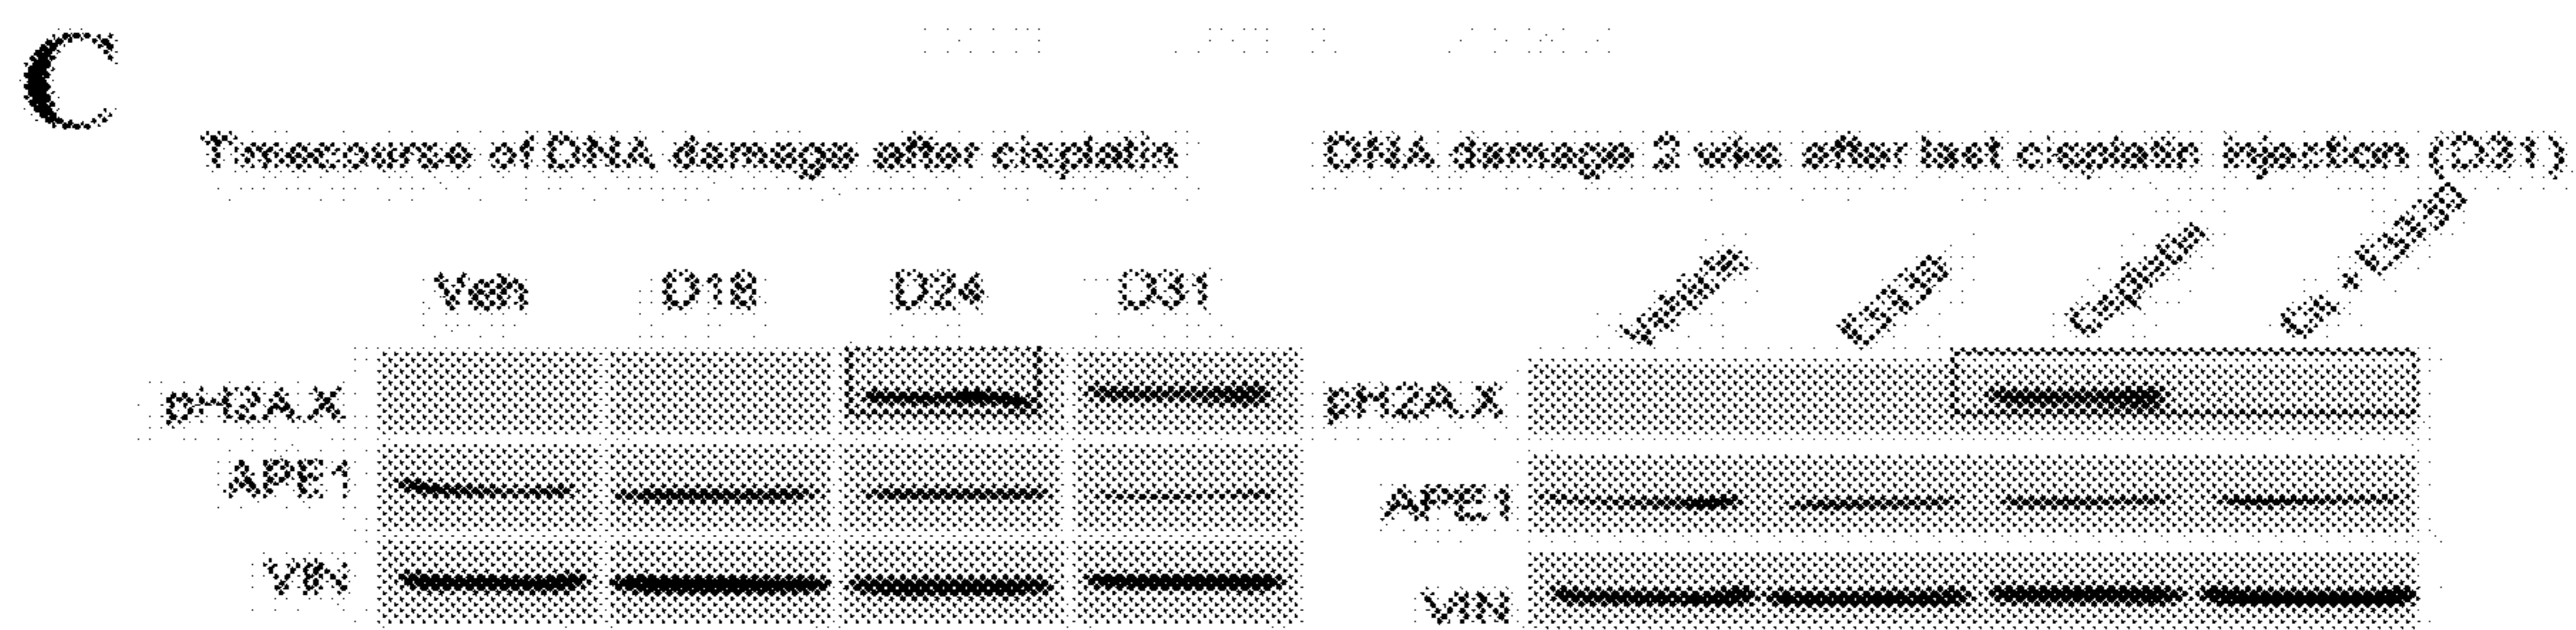 C
Timecourse of DNA damage after cisplatin
DNA damage 2 wks after last cisplatin injection (D31)
Veh D18 D24 D31
pH2A.X
APE1
VIN
pH2A.X
APE1
VIN